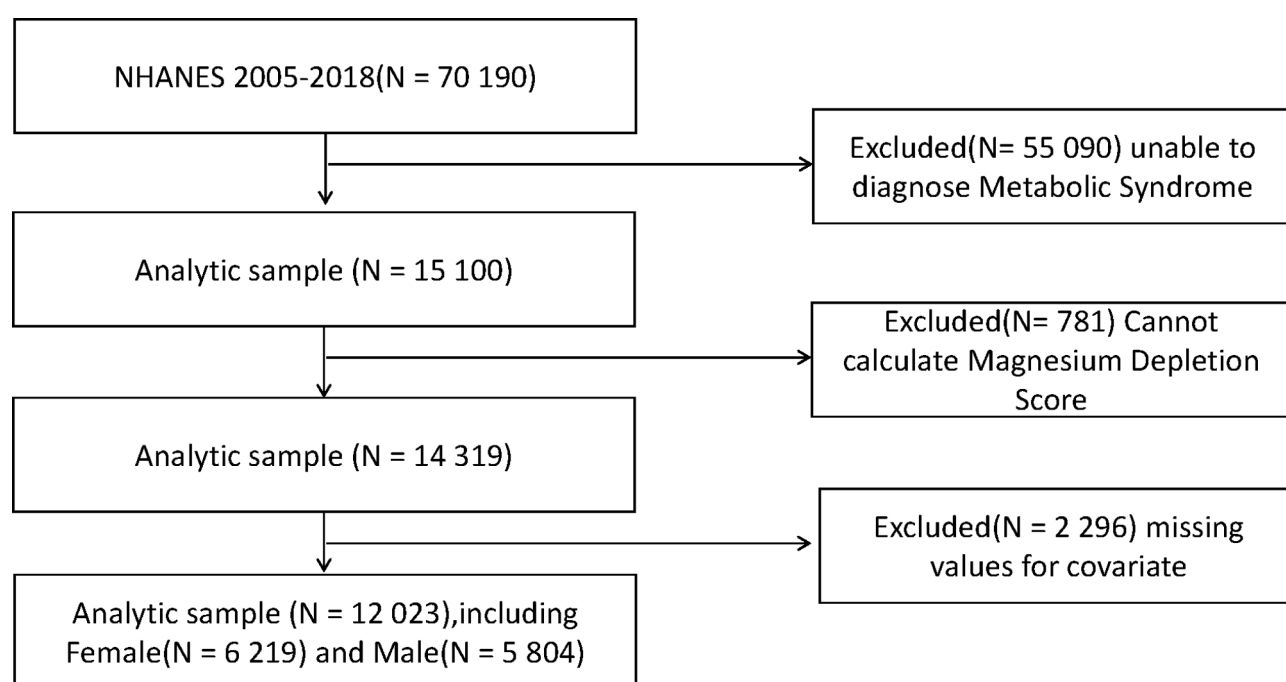 NHANES 2005-2018(N = 70 190)
Excluded(N= 55 090) unable to
diagnose Metabolic Syndrome
Analytic sample (N = 15 100)
Excluded(N= 781) Cannot
calculate Magnesium Depletion
Score
Analytic sample (N = 14 319)
Excluded(N = 2 296) missing
values for covariate
Analytic sample (N = 12 023),including
Female(N = 6 219) and Male(N = 5 804)